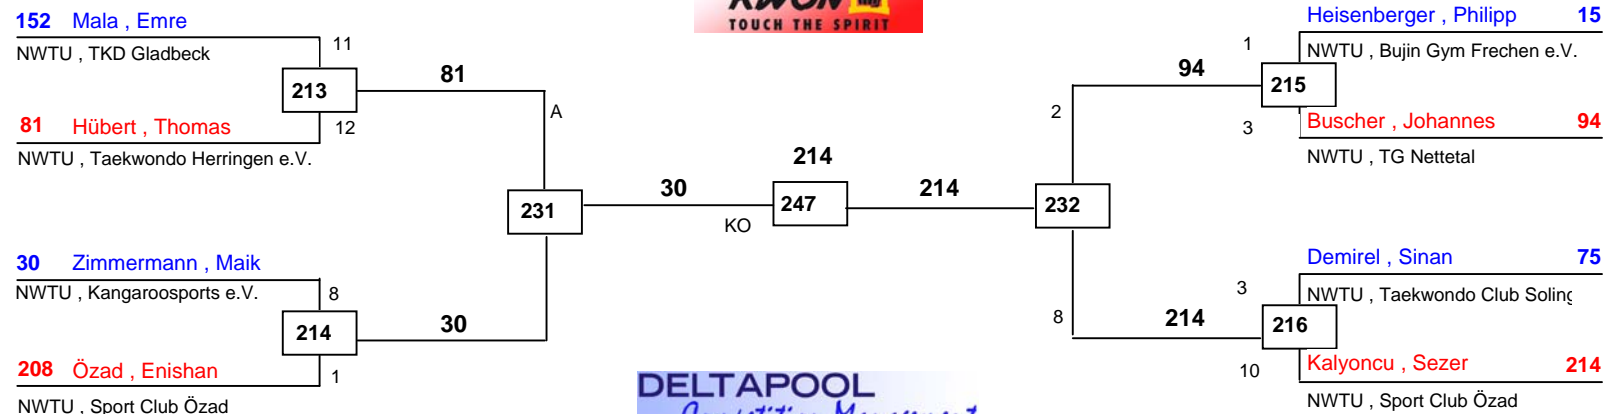 KWON
TOUCH THE SPIRIT
152 Mala , Emre
NWTU , TKD Gladbeck
11
213
81
12
81 Hübert , Thomas
NWTU , Taekwondo Herringen e.V.
A
231
30
KO
30 Zimmermann , Maik
NWTU , Kangaroosports e.V.
8
214
30
1
208 Özad , Enishan
NWTU , Sport Club Özad
214
247
214
232
Heisenberger , Philipp 15
NWTU , Bujin Gym Frechen e.V.
1
94
215
2
3
Buscher , Johannes 94
NWTU , TG Nettetal
Demirel , Sinan 75
NWTU , Taekwondo Club Soling
3
8
214
216
10
Kalyoncu , Sezer 214
NWTU , Sport Club Özad
DELTAPOOL
Competition Management